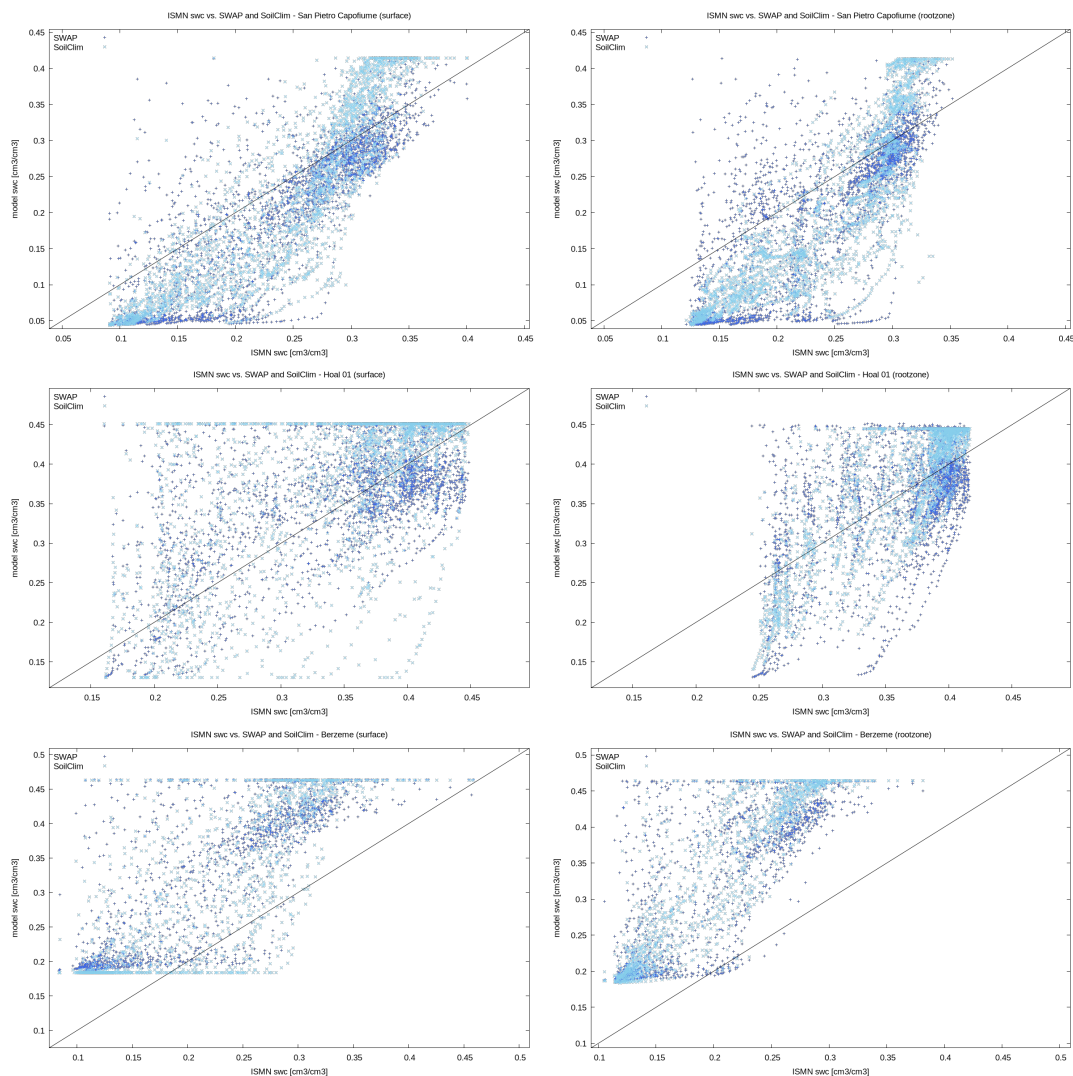 ISMN swc vs. SWAP and SoilClim - San Pietro Capofiume (surface)
SWAP
SoilClim
model swc [cm3/cm3]
0.45
0.4
0.35
0.3
0.25
0.2
0.15
0.1
0.05
0.05 0.1 0.15 0.2 0.25 0.3 0.35 0.4 0.45
ISMN swc [cm3/cm3]
ISMN swc vs. SWAP and SoilClim - San Pietro Capofiume (rootzone)
SWAP
SoilClim
model swc [cm3/cm3]
0.45
0.4
0.35
0.3
0.25
0.2
0.15
0.1
0.05
0.05 0.1 0.15 0.2 0.25 0.3 0.35 0.4 0.45
ISMN swc [cm3/cm3]
ISMN swc vs. SWAP and SoilClim - Hoal 01 (surface)
SWAP
SoilClim
model swc [cm3/cm3]
0.45
0.4
0.35
0.3
0.25
0.2
0.15
0.15 0.2 0.25 0.3 0.35 0.4 0.45
ISMN swc [cm3/cm3]
ISMN swc vs. SWAP and SoilClim - Hoal 01 (rootzone)
SWAP
SoilClim
model swc [cm3/cm3]
0.45
0.4
0.35
0.3
0.25
0.2
0.15
0.15 0.2 0.25 0.3 0.35 0.4 0.45
ISMN swc [cm3/cm3]
ISMN swc vs. SWAP and SoilClim - Berzeme (surface)
SWAP
SoilClim
model swc [cm3/cm3]
0.5
0.45
0.4
0.35
0.3
0.25
0.2
0.15
0.1
0.1 0.15 0.2 0.25 0.3 0.35 0.4 0.45 0.5
ISMN swc [cm3/cm3]
ISMN swc vs. SWAP and SoilClim - Berzeme (rootzone)
SWAP
SoilClim
model swc [cm3/cm3]
0.5
0.45
0.4
0.35
0.3
0.25
0.2
0.15
0.1
0.1 0.15 0.2 0.25 0.3 0.35 0.4 0.45 0.5
ISMN swc [cm3/cm3]